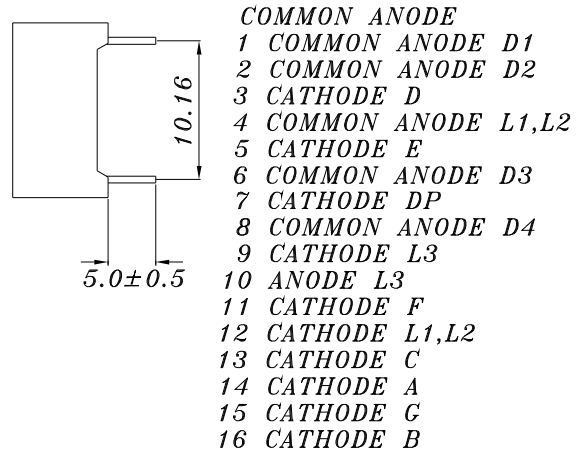 COMMON ANODE
1 COMMON ANODE D1
2 COMMON ANODE D2
3 CATHODE D
4 COMMON ANODE L1,L2
5 CATHODE E
6 COMMON ANODE D3
7 CATHODE DP
8 COMMON ANODE D4
9 CATHODE L3
10 ANODE L3
11 CATHODE F
12 CATHODE L1,L2
13 CATHODE C
14 CATHODE A
15 CATHODE G
16 CATHODE B
10.16
5.0±0.5